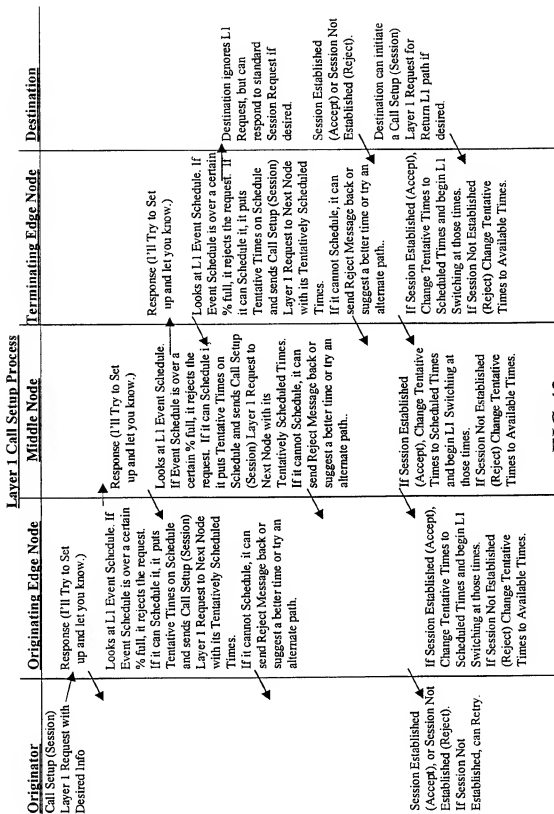 Layer 1 Call Setup Process
Originator
Originating Edge Node
Middle Node
Terminating Edge Node
Destination
Call Setup (Session)
Layer 1 Request with
Desired Info
Session Established
(Accept), or Session Not
Established (Reject).
If Session Not
Established, can Retry.
Response (I'll Try to Set
up and let you know.)
Looks at L1 Event Schedule. If
Event Schedule is over a certain
% full, it rejects the request.
If it can Schedule it, it puts
Tentative Times on Schedule
and sends Call Setup (Session)
Layer 1 Request to Next Node
with its Tentatively Scheduled
Times.
If it cannot Schedule, it can
send Reject Message back or
suggest a better time or try an
alternate path.
If Session Established (Accept),
Change Tentative Times to
Scheduled Times and begin L1
Switching at those times.
If Session Not Established
(Reject) Change Tentative
Times to Available Times.
Response (I'll Try to Set
up and let you know.)
Looks at L1 Event Schedule.
If Event Schedule is over a
certain % full, it rejects the
request. If it can Schedule it,
it puts Tentative Times on
Schedule and sends Call Setup
(Session) Layer 1 Request to
Next Node with its
Tentatively Scheduled Times.
If it cannot Schedule, it can
send Reject Message back or
suggest a better time or try an
alternate path..
If Session Established
(Accept), Change Tentative
Times to Scheduled Times
and begin L1 Switching at
those times.
If Session Not Established
(Reject) Change Tentative
Times to Available Times.
Response (I'll Try to Set
up and let you know.)
Looks at L1 Event Schedule. If
Event Schedule is over a certain
% full, it rejects the request. If
it can Schedule it, it puts
Tentative Times on Schedule
and sends Call Setup (Session)
Layer 1 Request to Next Node
with its Tentatively Scheduled
Times.
If it cannot Schedule, it can
send Reject Message back or
suggest a better time or try an
alternate path.
If Session Established (Accept),
Change Tentative Times to
Scheduled Times and begin L1
Switching at those times.
If Session Not Established
(Reject) Change Tentative
Times to Available Times.
Destination ignores L1
Request, but can
respond to standard
Session Request if
desired.
Session Established
(Accept) or Session Not
Established (Reject).
Destination can initiate
a Call Setup (Session)
Layer 1 Request for
Return L1 path if
desired.